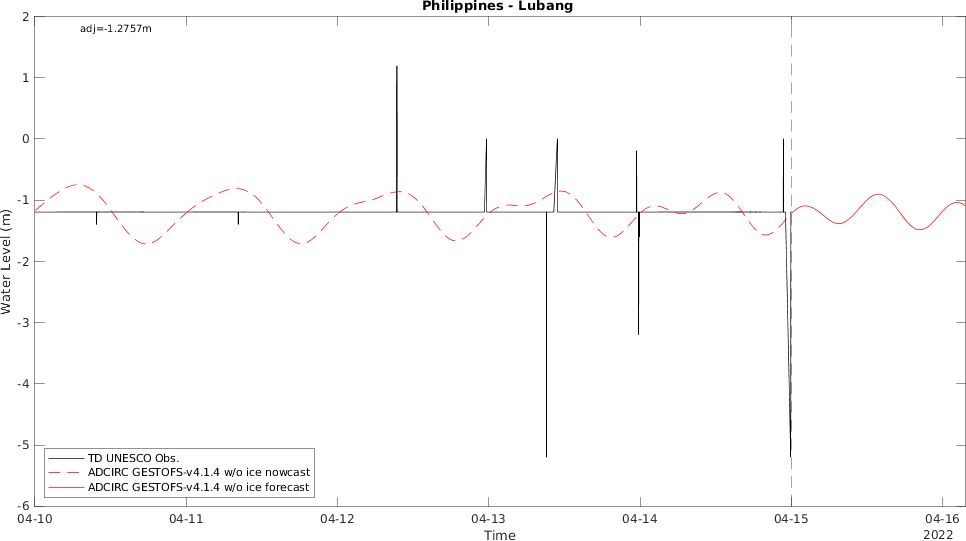 Philippines - Lubang
adj=-1.2757m
2
1
0
-1
-2
-3
-4
-5
-6
Water Level (m)
TD UNESCO Obs.
ADCIRC GESTOFS-v4.1.4 w/o ice nowcast
ADCIRC GESTOFS-v4.1.4 w/o ice forecast
04-10 04-11 04-12 04-13 04-14 04-15 04-16
Time
2022